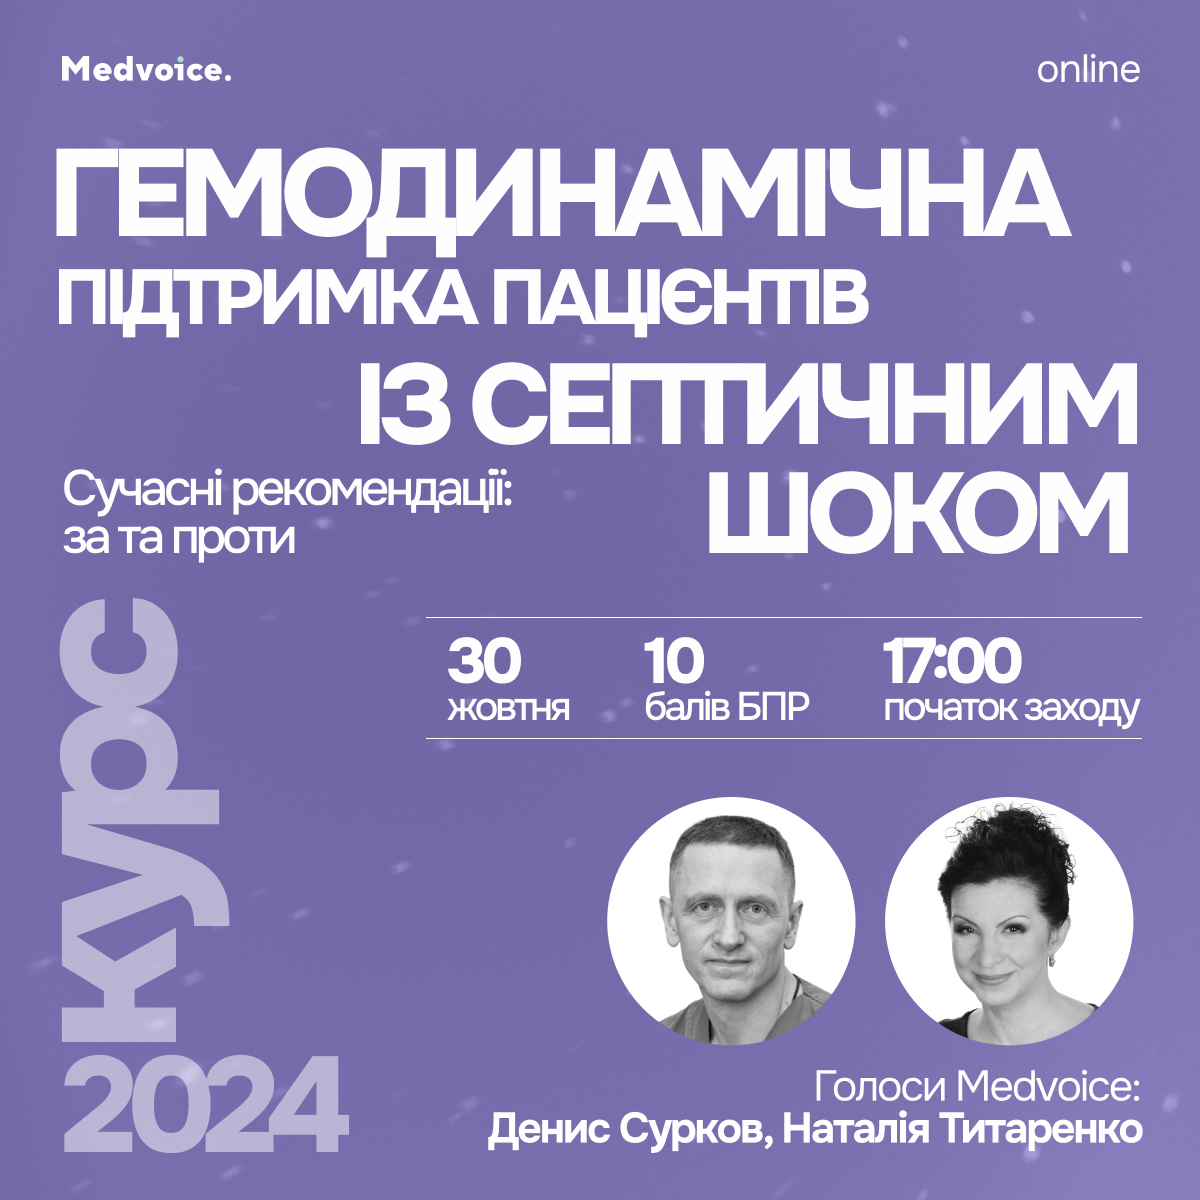 Medvoice.
online
ГЕМОДИНАМІЧНА
ПІДТРИМКА ПАЦІЄНТІВ
ІЗ СЕПТИЧНИМ
ШОКОМ
Сучасні рекомендації:
за та проти
30
жовтня
10
балів БПР
17:00
початок заходу
курс
2024
Голоси Medvoice:
Денис Сурков, Наталія Титаренко